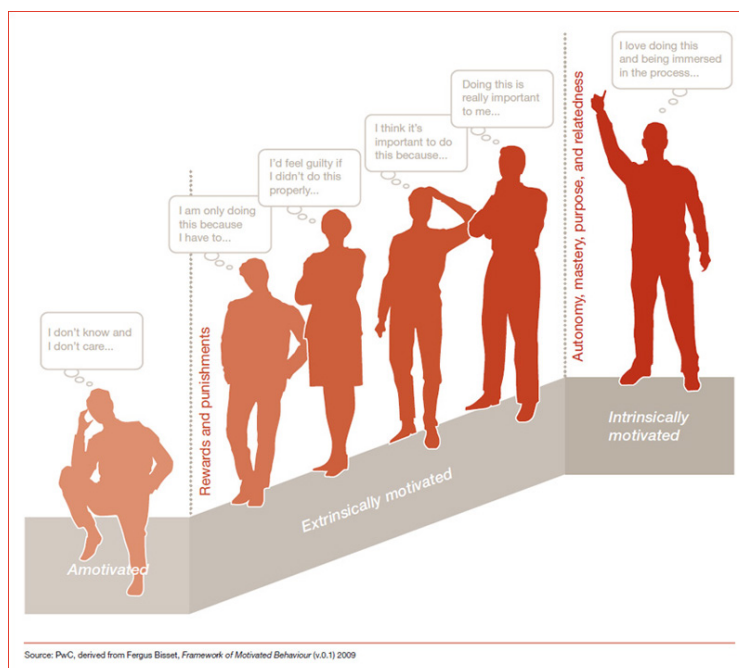 I love doing this
and being immersed
in the process...
Doing this is
really important
to me...
I think it's
important to do
this because...
I'd feel guilty if
I didn't do this
properly...
I am only doing
this because
I have to...
I don't know and
I don't care...
Rewards and punishments
Autonomy, mastery, purpose, and relatedness
Amotivated
Extrinsically motivated
Intrinsically
motivated
Source: PwC, derived from Fergus Bisset, Framework of Motivated Behaviour (v.0.1) 2009